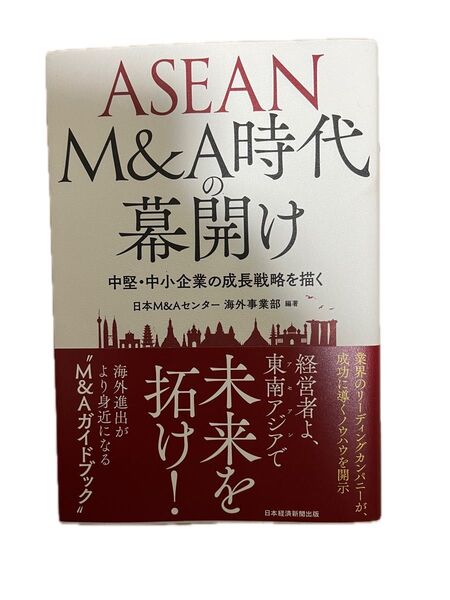 ASEAN
M&A時代
の
幕開け
中堅・中小企業の成長戦略を描く
日本M&Aセンター 海外事業部 編著
業界のリーディングカンパニーが、
成功に導くノウハウを開示
経営者よ、
東南アジアで
アセアン
未来を
拓け！
海外進出が
より身近になる
“M&Aガイドブック”
日本経済新聞出版